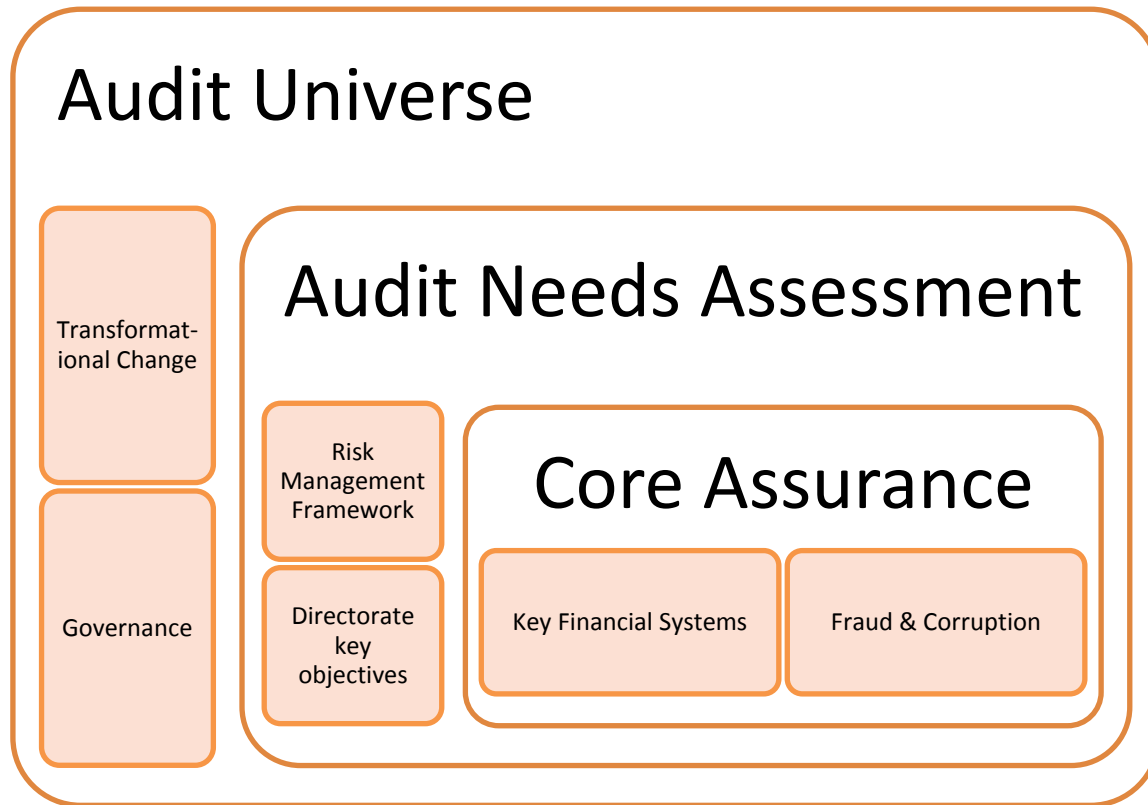 Audit Universe
Transformat-
ional Change
Governance
Audit Needs Assessment
Risk
Management
Framework
Directorate
key
objectives
Core Assurance
Key Financial Systems
Fraud & Corruption